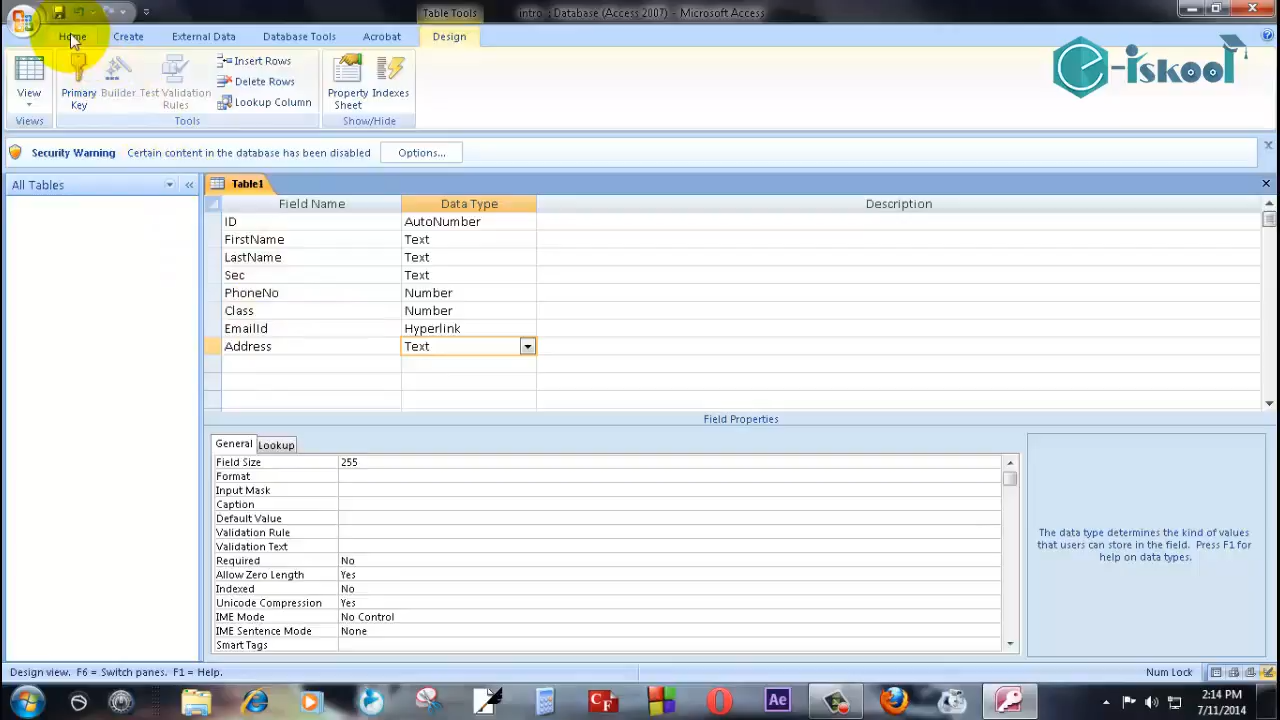 Table Tools intro : Database (Access 2007) - Microsoft Access
Home Create External Data Database Tools Acrobat Design
e-iskool
View
Primary Key
Builder
Test Validation Rules
Insert Rows
Delete Rows
Lookup Column
Property Sheet
Indexes
Views Tools Show/Hide
Security Warning Certain content in the database has been disabled Options...
All Tables
Table1
Field Name Data Type Description
ID AutoNumber
FirstName Text
LastName Text
Sec Text
PhoneNo Number
Class Number
EmailId Hyperlink
Address Text
Field Properties
General Lookup
Field Size 255
Format
Input Mask
Caption
Default Value
Validation Rule
Validation Text
Required No
Allow Zero Length Yes
Indexed No
Unicode Compression Yes
IME Mode No Control
IME Sentence Mode None
Smart Tags
The data type determines the kind of values
that users can store in the field. Press F1 for
help on data types.
Design view. F6 = Switch panes. F1 = Help. Num Lock
CF Ae
2:14 PM
7/11/2014